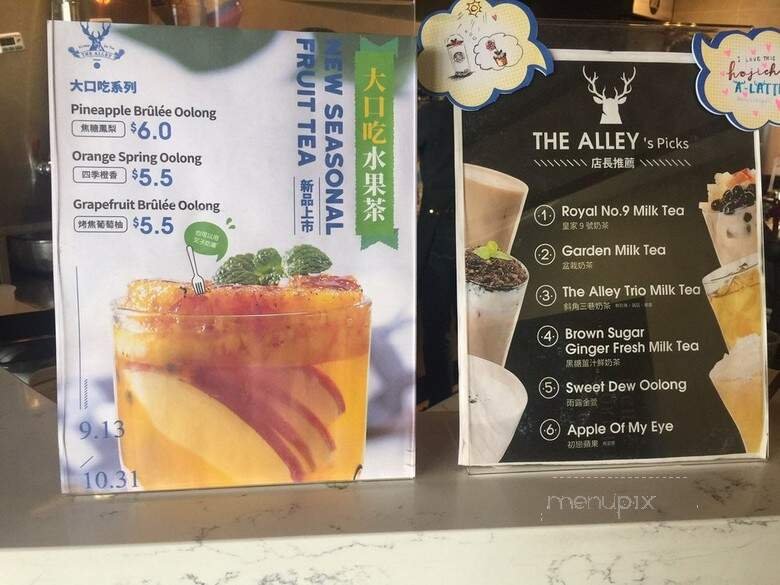 THE ALLEY
大口吃系列
Pineapple Brûlée Oolong
焦糖鳳梨 $6.0
Orange Spring Oolong
四季橙香 $5.5
Grapefruit Brûlée Oolong
烤焦葡萄柚 $5.5
NEW SEASONAL
FRUIT TEA
新品上市
大口吃水果茶
9.13
10.31
THE ALLEY 's Picks
店長推薦
1. Royal No.9 Milk Tea
皇家9號奶茶
2. Garden Milk Tea
盆栽奶茶
3. The Alley Trio Milk Tea
斜角三巷奶茶
4. Brown Sugar
Ginger Fresh Milk Tea
黑糖薑汁鮮奶茶
5. Sweet Dew Oolong
雨露金萱
6. Apple Of My Eye
初戀蘋果
I LOVE THIS
hojich
A-LATT
menupix